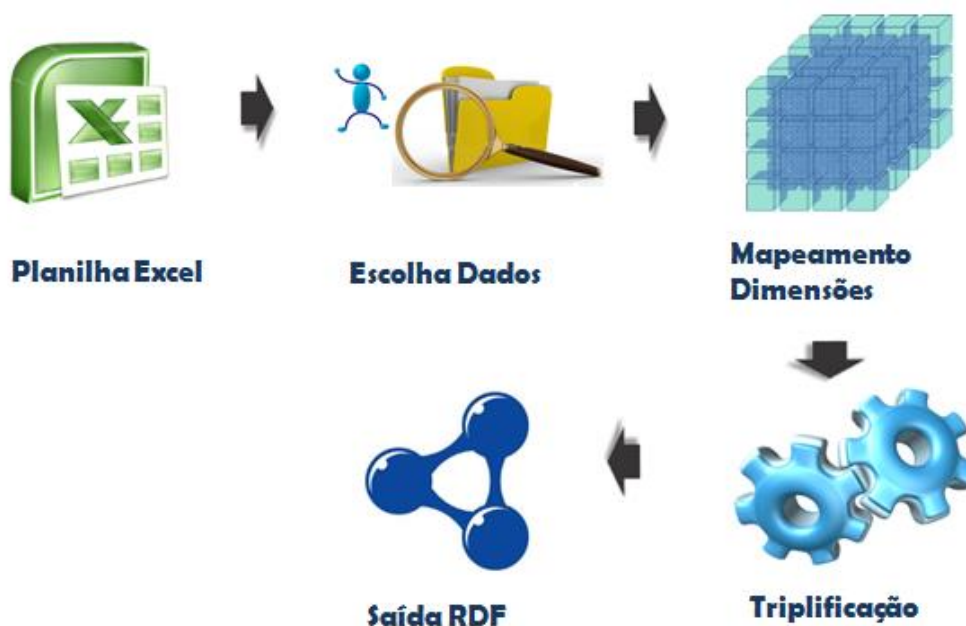 Planilha Excel
Escolha Dados
Mapeamento
Dimensões
Triplificação
Saída RDF